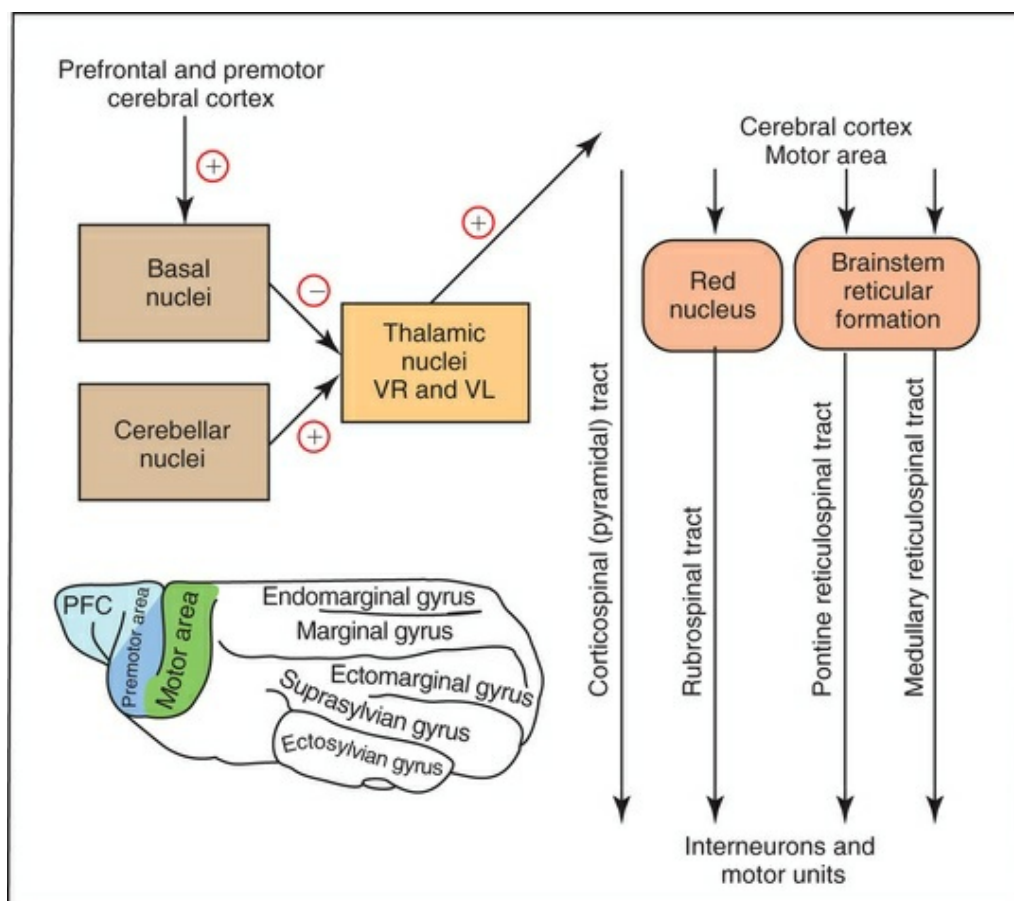 Prefrontal and premotor
cerebral cortex
+
Basal
nuclei
−
+
Thalamic
nuclei
VR and VL
Cerebellar
nuclei
+
Cerebral cortex
Motor area
Red
nucleus
Brainstem
reticular
formation
Corticospinal (pyramidal) tract
Rubrospinal tract
Pontine reticulospinal tract
Medullary reticulospinal tract
Interneurons and
motor units
PFC
Premotor area
Motor area
Endomarginal gyrus
Marginal gyrus
Ectomarginal gyrus
Suprasylvian gyrus
Ectosylvian gyrus